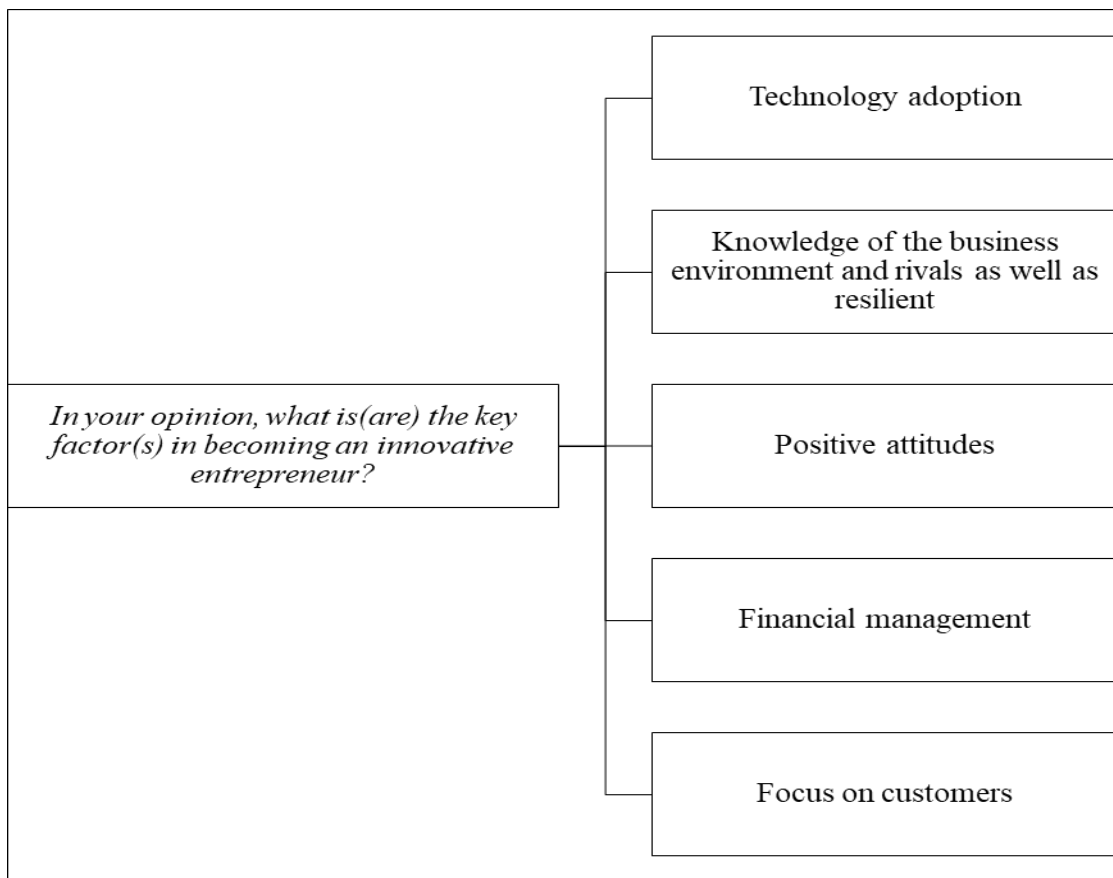 Technology adoption
Knowledge of the business
environment and rivals as well as
resilient
In your opinion, what is(are) the key
factor(s) in becoming an innovative
entrepreneur?
Positive attitudes
Financial management
Focus on customers